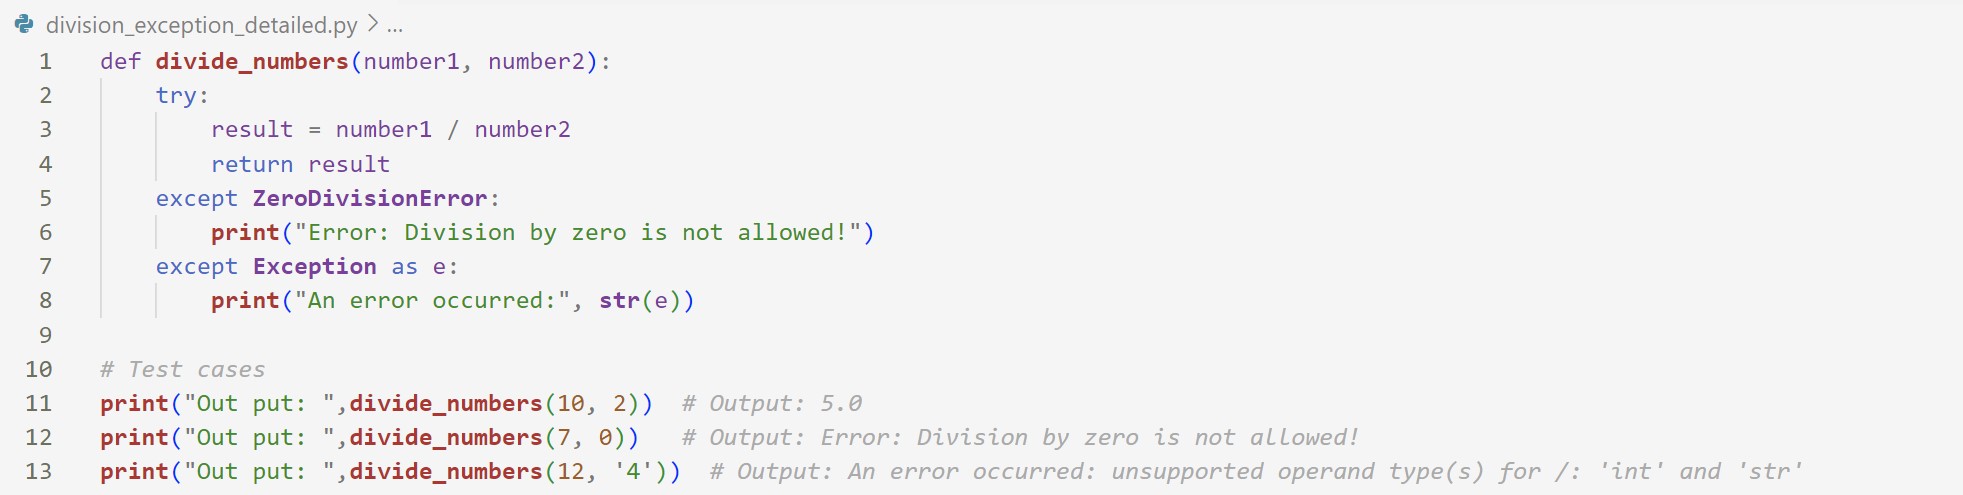 division_exception_detailed.py > ...
1 def divide_numbers(number1, number2):
2     try:
3         result = number1 / number2
4         return result
5     except ZeroDivisionError:
6         print("Error: Division by zero is not allowed!")
7     except Exception as e:
8         print("An error occurred:", str(e))
9
10 # Test cases
11 print("Out put: ",divide_numbers(10, 2))  # Output: 5.0
12 print("Out put: ",divide_numbers(7, 0))   # Output: Error: Division by zero is not allowed!
13 print("Out put: ",divide_numbers(12, '4'))  # Output: An error occurred: unsupported operand type(s) for /: 'int' and 'str'